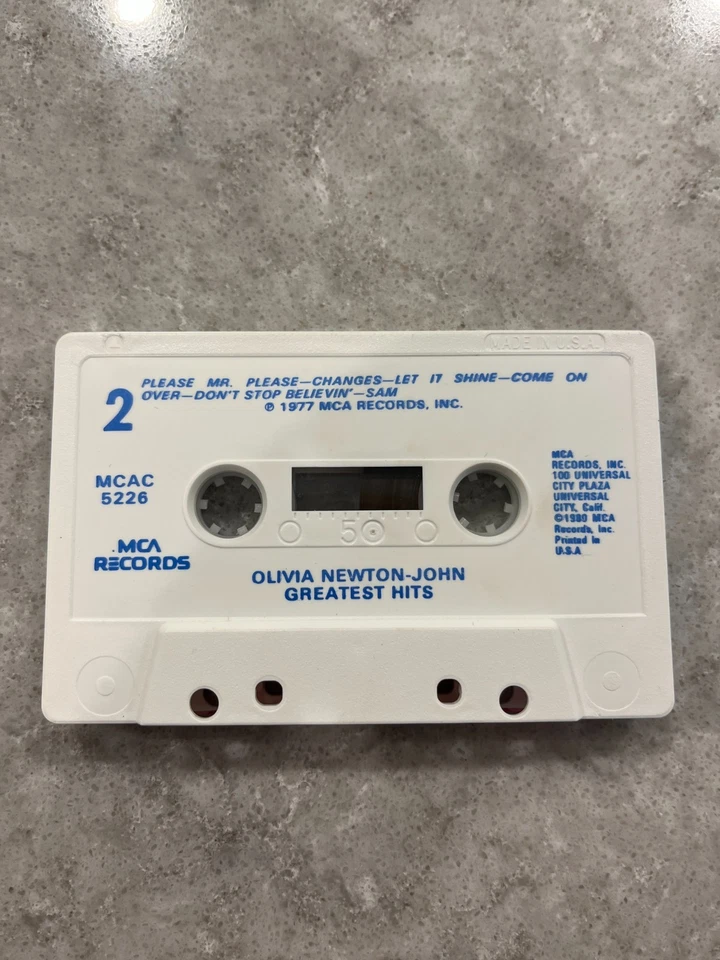 MADE IN U.S.A.
2
PLEASE MR. PLEASE—CHANGES—LET IT SHINE—COME ON
OVER—DON'T STOP BELIEVIN'—SAM
℗ 1977 MCA RECORDS, INC.
MCAC
5226
MCA
RECORDS
50
MCA
RECORDS, INC.
100 UNIVERSAL
CITY PLAZA
UNIVERSAL
CITY, Calif.
©1980 MCA
Records, Inc.
Printed in
U.S.A
OLIVIA NEWTON-JOHN
GREATEST HITS